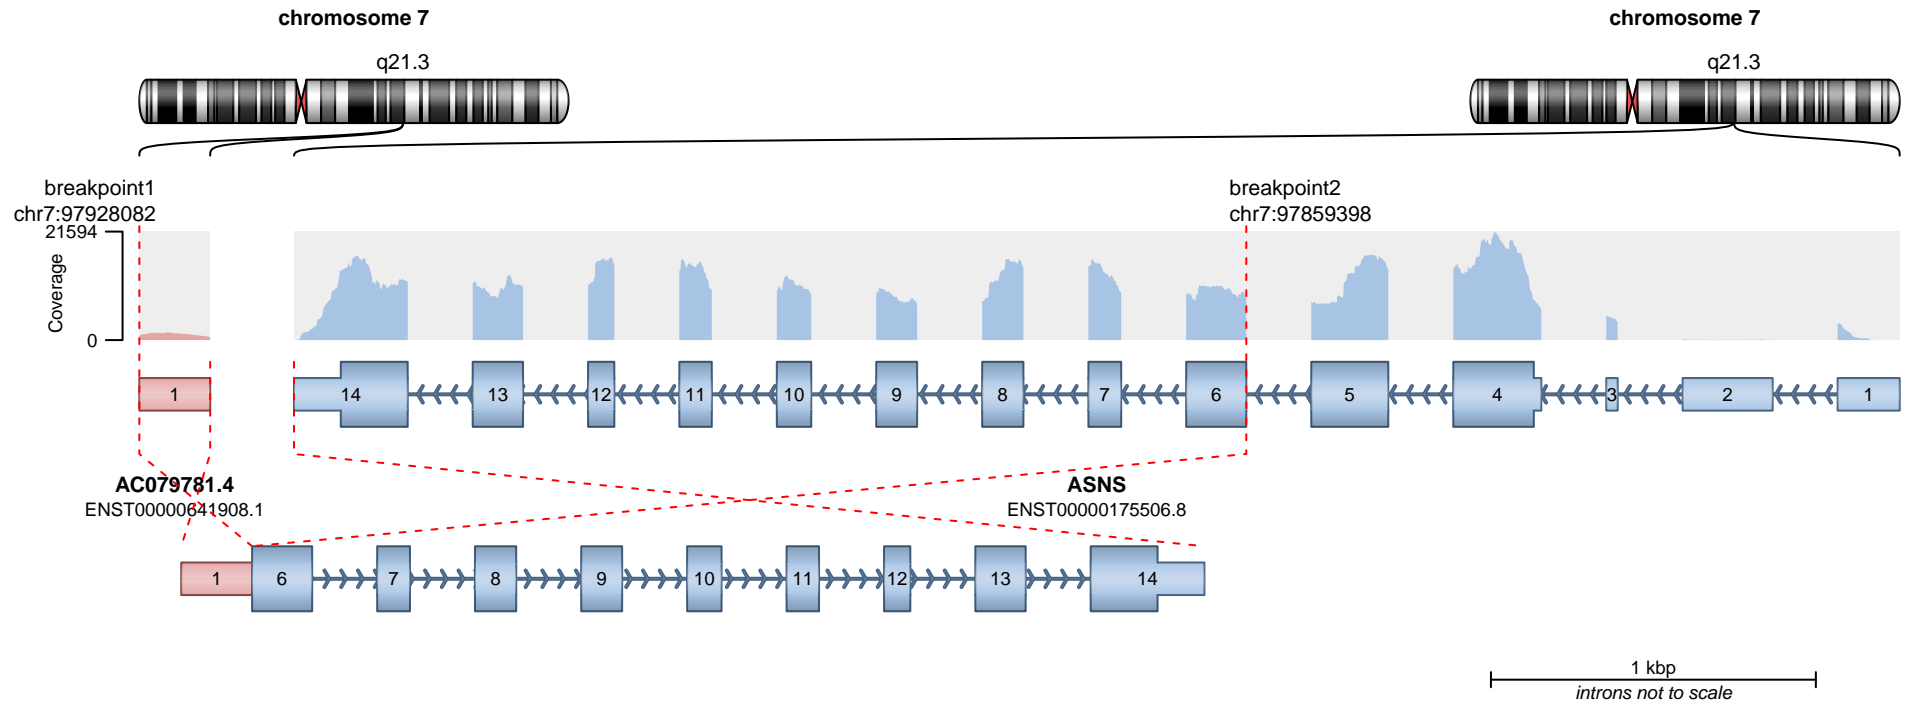 chromosome 7
chromosome 7
q21.3
q21.3
breakpoint1
chr7:97928082
breakpoint2
chr7:97859398
21594
Coverage
0
1
14
13
12
11
10
9
8
7
6
5
4
3
2
1
AC079781.4
ENST00000641908.1
ASNS
ENST00000175506.8
1
6
7
8
9
10
11
12
13
14
1 kbp
introns not to scale